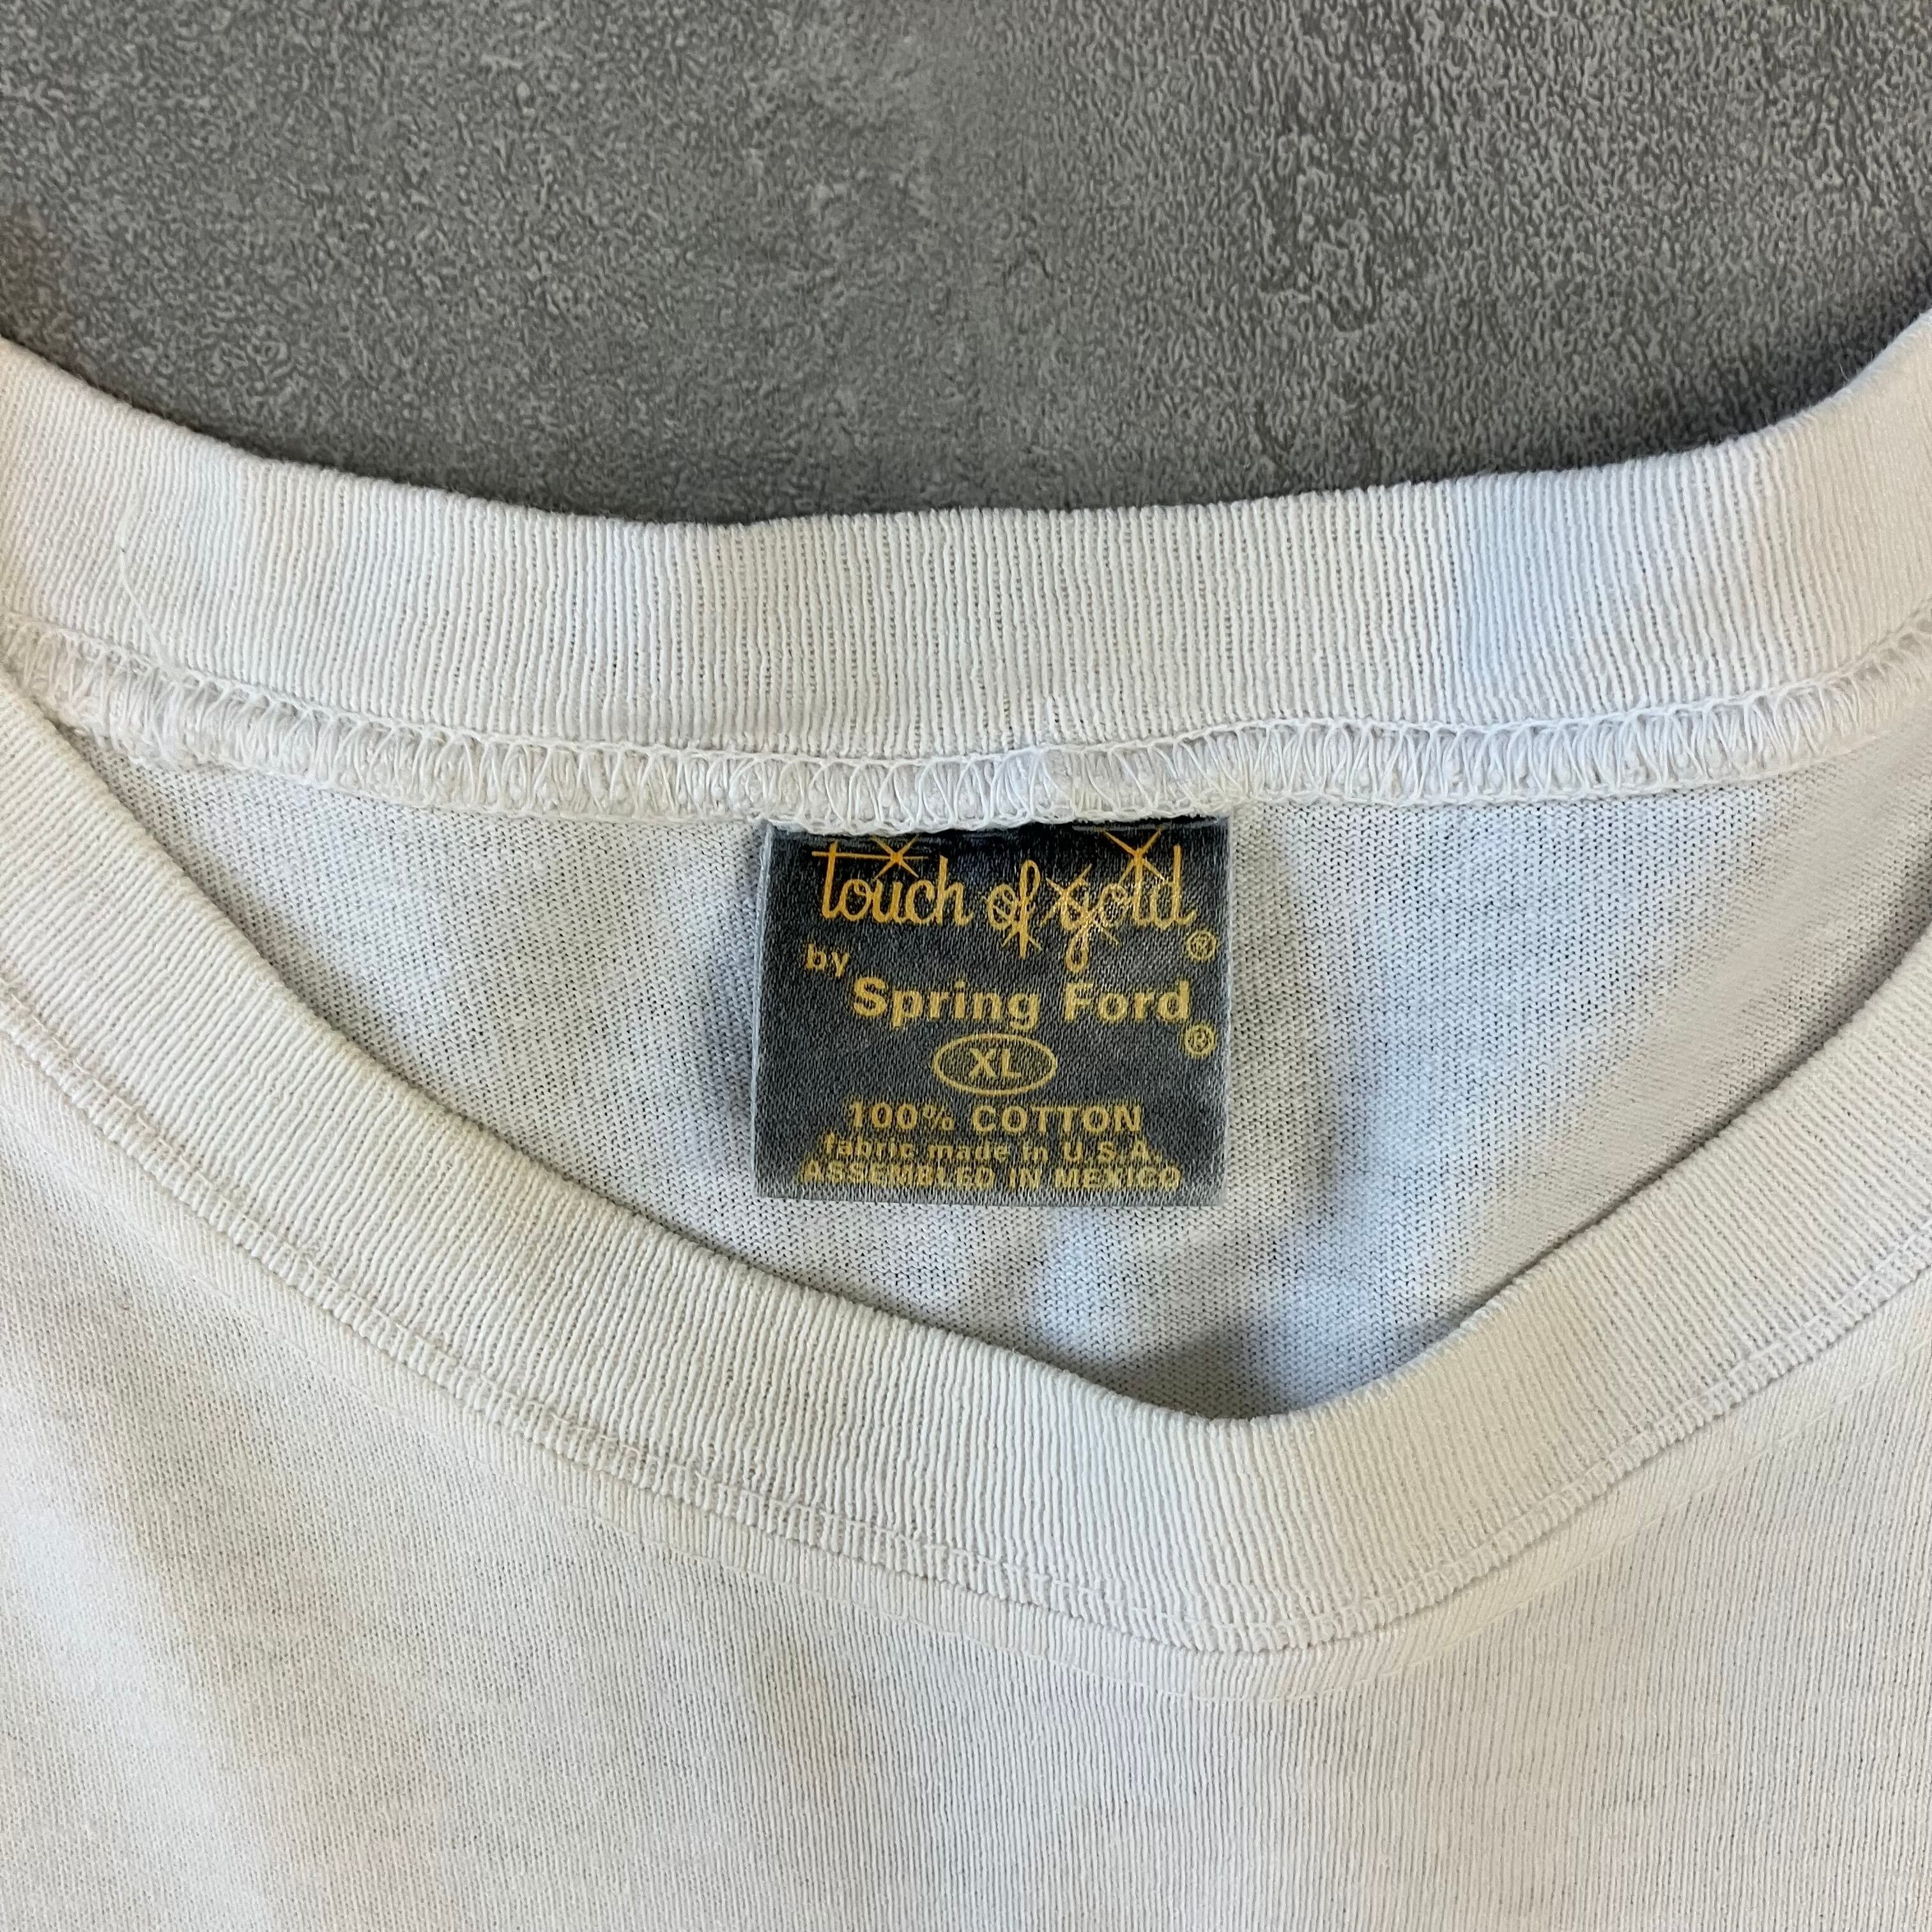 touch of gold®
by
Spring Ford®
XL
100% COTTON
fabric made in U.S.A.
ASSEMBLED IN MEXICO